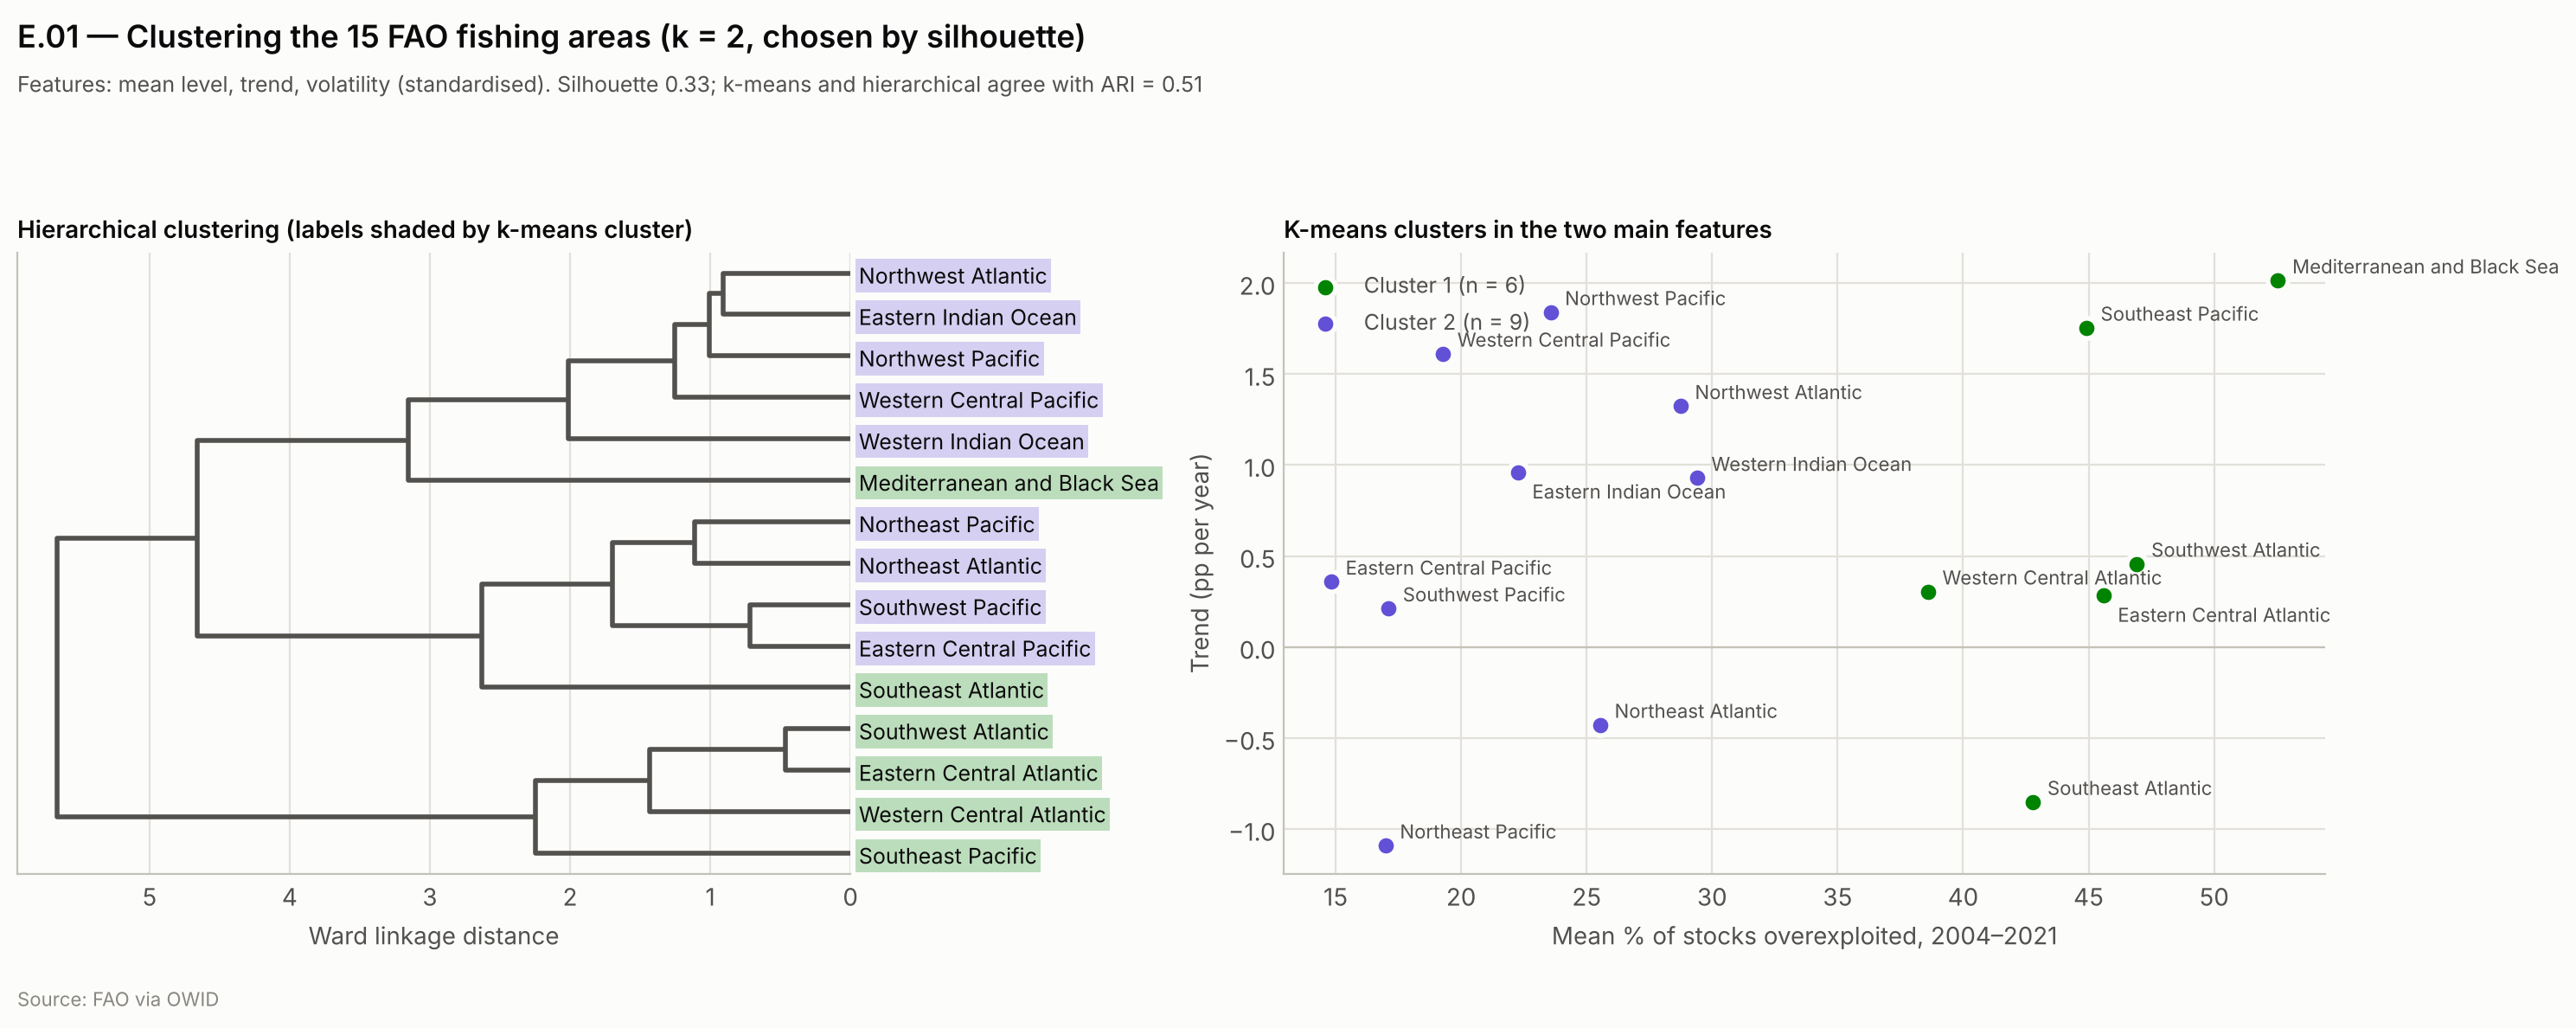 E.01 — Clustering the 15 FAO fishing areas (k = 2, chosen by silhouette)
Features: mean level, trend, volatility (standardised). Silhouette 0.33; k-means and hierarchical agree with ARI = 0.51
Hierarchical clustering (labels shaded by k-means cluster)
Northwest Atlantic
Eastern Indian Ocean
Northwest Pacific
Western Central Pacific
Western Indian Ocean
Mediterranean and Black Sea
Northeast Pacific
Northeast Atlantic
Southwest Pacific
Eastern Central Pacific
Southeast Atlantic
Southwest Atlantic
Eastern Central Atlantic
Western Central Atlantic
Southeast Pacific
5 4 3 2 1 0
Ward linkage distance
K-means clusters in the two main features
Cluster 1 (n = 6)
Cluster 2 (n = 9)
Mediterranean and Black Sea
Northwest Pacific
Southeast Pacific
Western Central Pacific
Northwest Atlantic
Western Indian Ocean
Eastern Indian Ocean
Southwest Atlantic
Eastern Central Pacific
Western Central Atlantic
Southwest Pacific
Eastern Central Atlantic
Northeast Atlantic
Southeast Atlantic
Northeast Pacific
2.0
1.5
1.0
0.5
0.0
−0.5
−1.0
Trend (pp per year)
15 20 25 30 35 40 45 50
Mean % of stocks overexploited, 2004–2021
Source: FAO via OWID